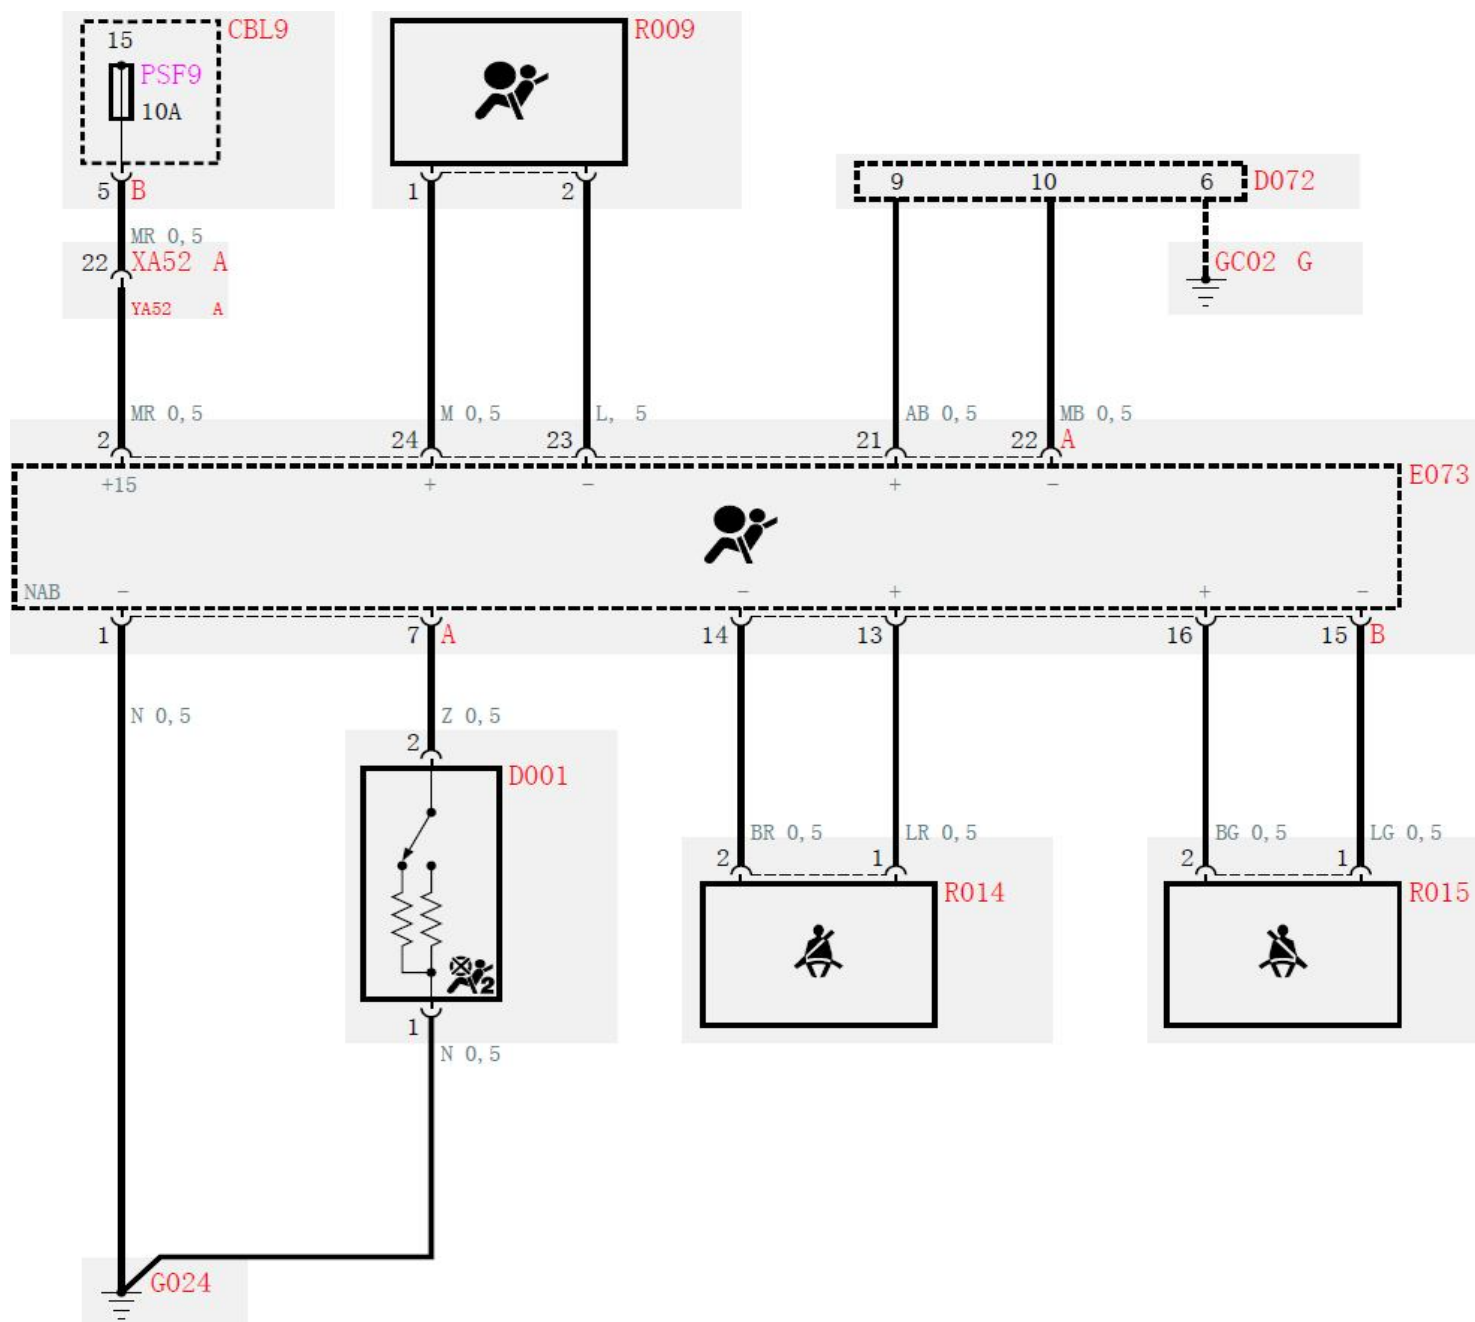 15
PSF9
10A
CBL9
R009
5 B
1
2
9
10
6
D072
MR 0,5
22
XA52 A
YA52 A
GC02 G
MR 0,5
M 0,5
L, 5
AB 0,5
MB 0,5
2
24
23
21
22 A
+15
+
-
+
-
E073
NAB
-
-
+
+
-
1
7 A
14
13
16
15 B
N 0,5
Z 0,5
2
D001
BR 0,5
LR 0,5
BG 0,5
LG 0,5
2
1
2
1
R014
R015
2
1
N 0,5
G024